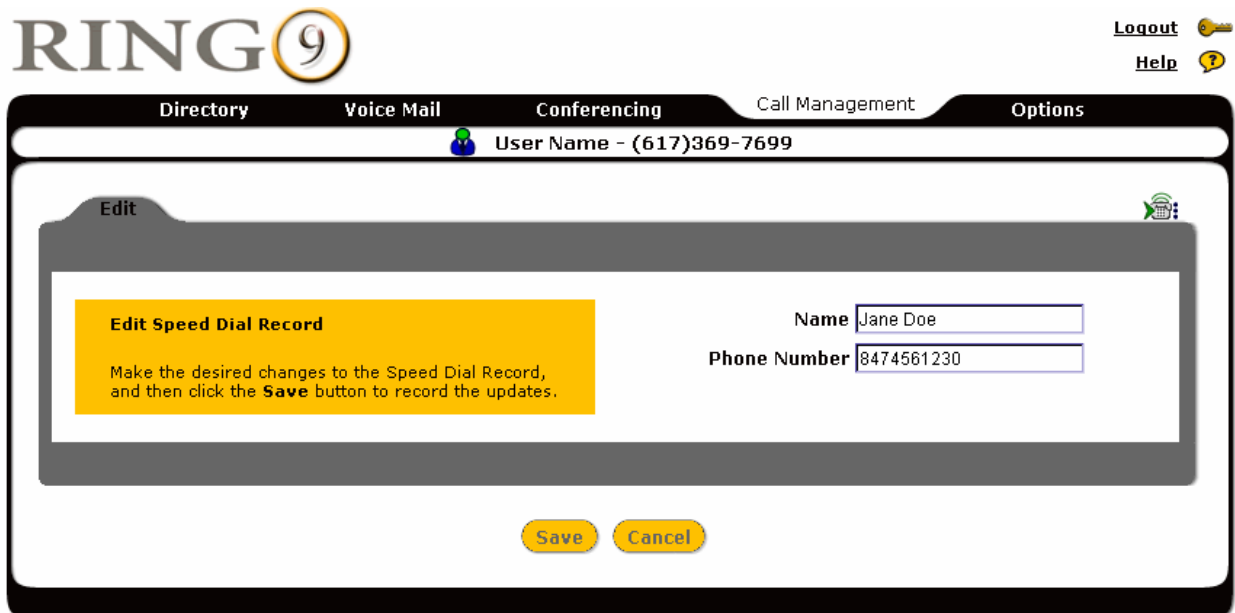 RING 9
Logout
Help
Directory Voice Mail Conferencing Call Management Options
User Name - (617)369-7699
Edit
Edit Speed Dial Record
Make the desired changes to the Speed Dial Record,
and then click the Save button to record the updates.
Name Jane Doe
Phone Number 8474561230
Save Cancel